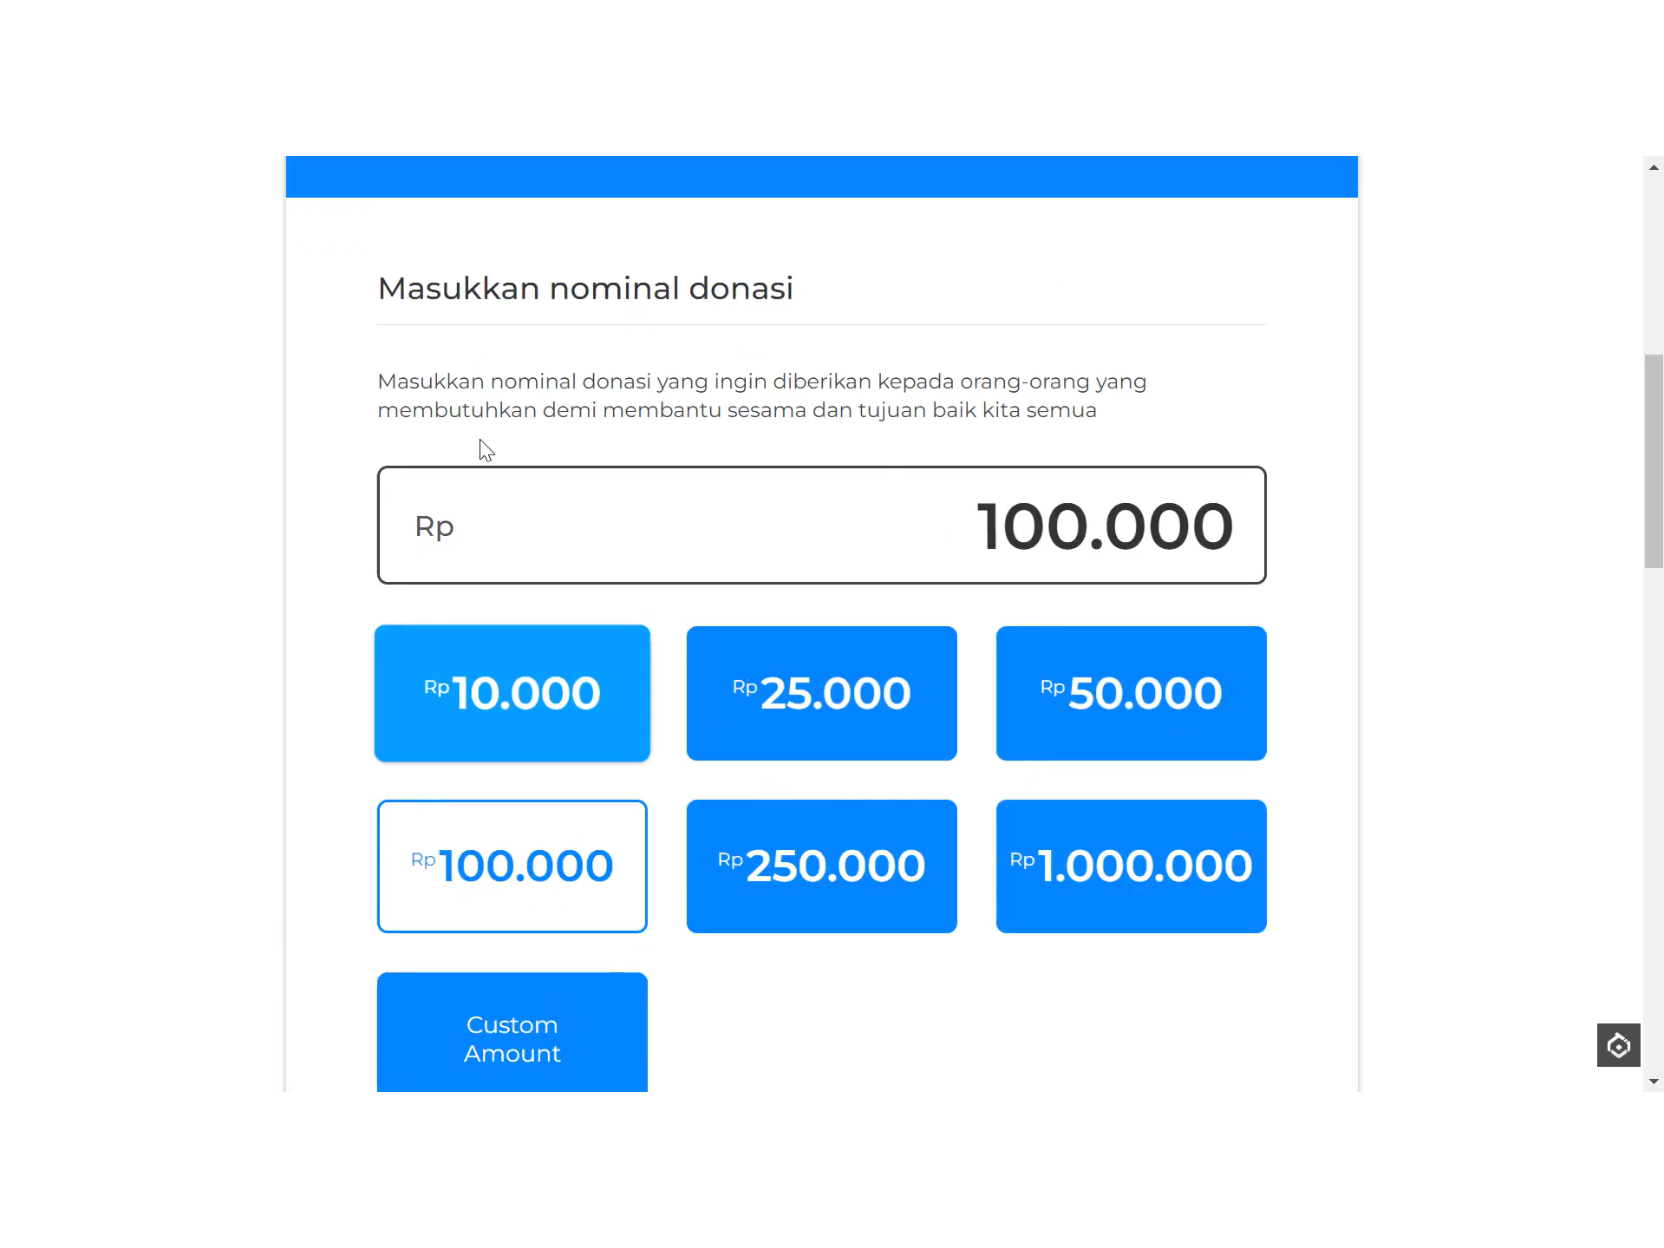 Masukkan nominal donasi
Masukkan nominal donasi yang ingin diberikan kepada orang-orang yang
membutuhkan demi membantu sesama dan tujuan baik kita semua
Rp 100.000
Rp10.000
Rp25.000
Rp50.000
Rp100.000
Rp250.000
Rp1.000.000
Custom
Amount